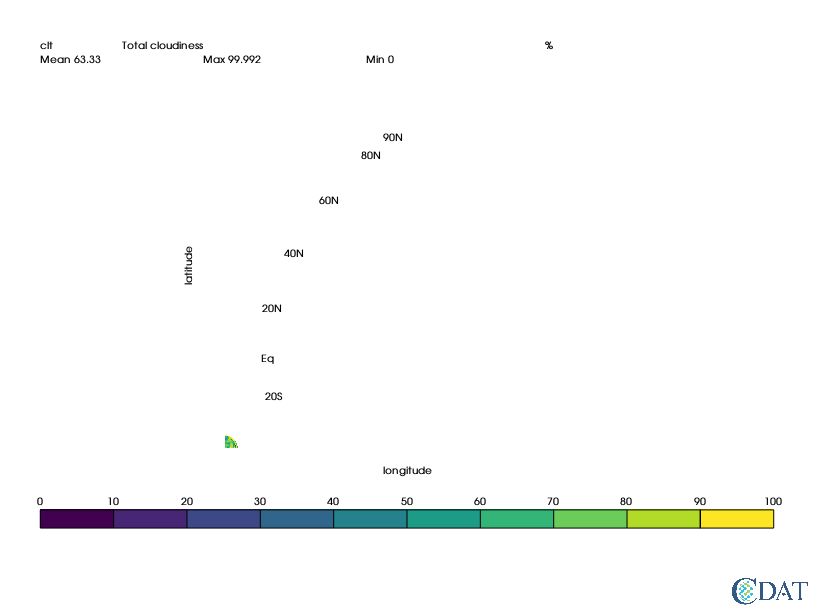 clt Total cloudiness %
Mean 63.33 Max 99.992 Min 0
90N
80N
60N
40N
latitude
20N
Eq
20S
longitude
0 10 20 30 40 50 60 70 80 90 100
CDAT